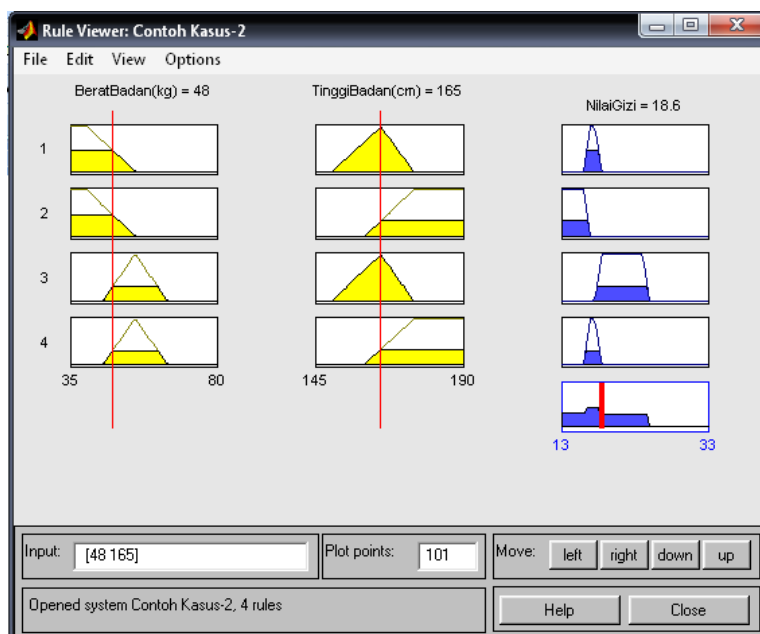 Rule Viewer: Contoh Kasus-2
File Edit View Options
BeratBadan(kg) = 48
TinggiBadan(cm) = 165
NilaiGizi = 18.6
1
2
3
4
35 80
145 190
13 33
Input: [48 165]
Plot points: 101
Move: left right down up
Opened system Contoh Kasus-2, 4 rules
Help Close